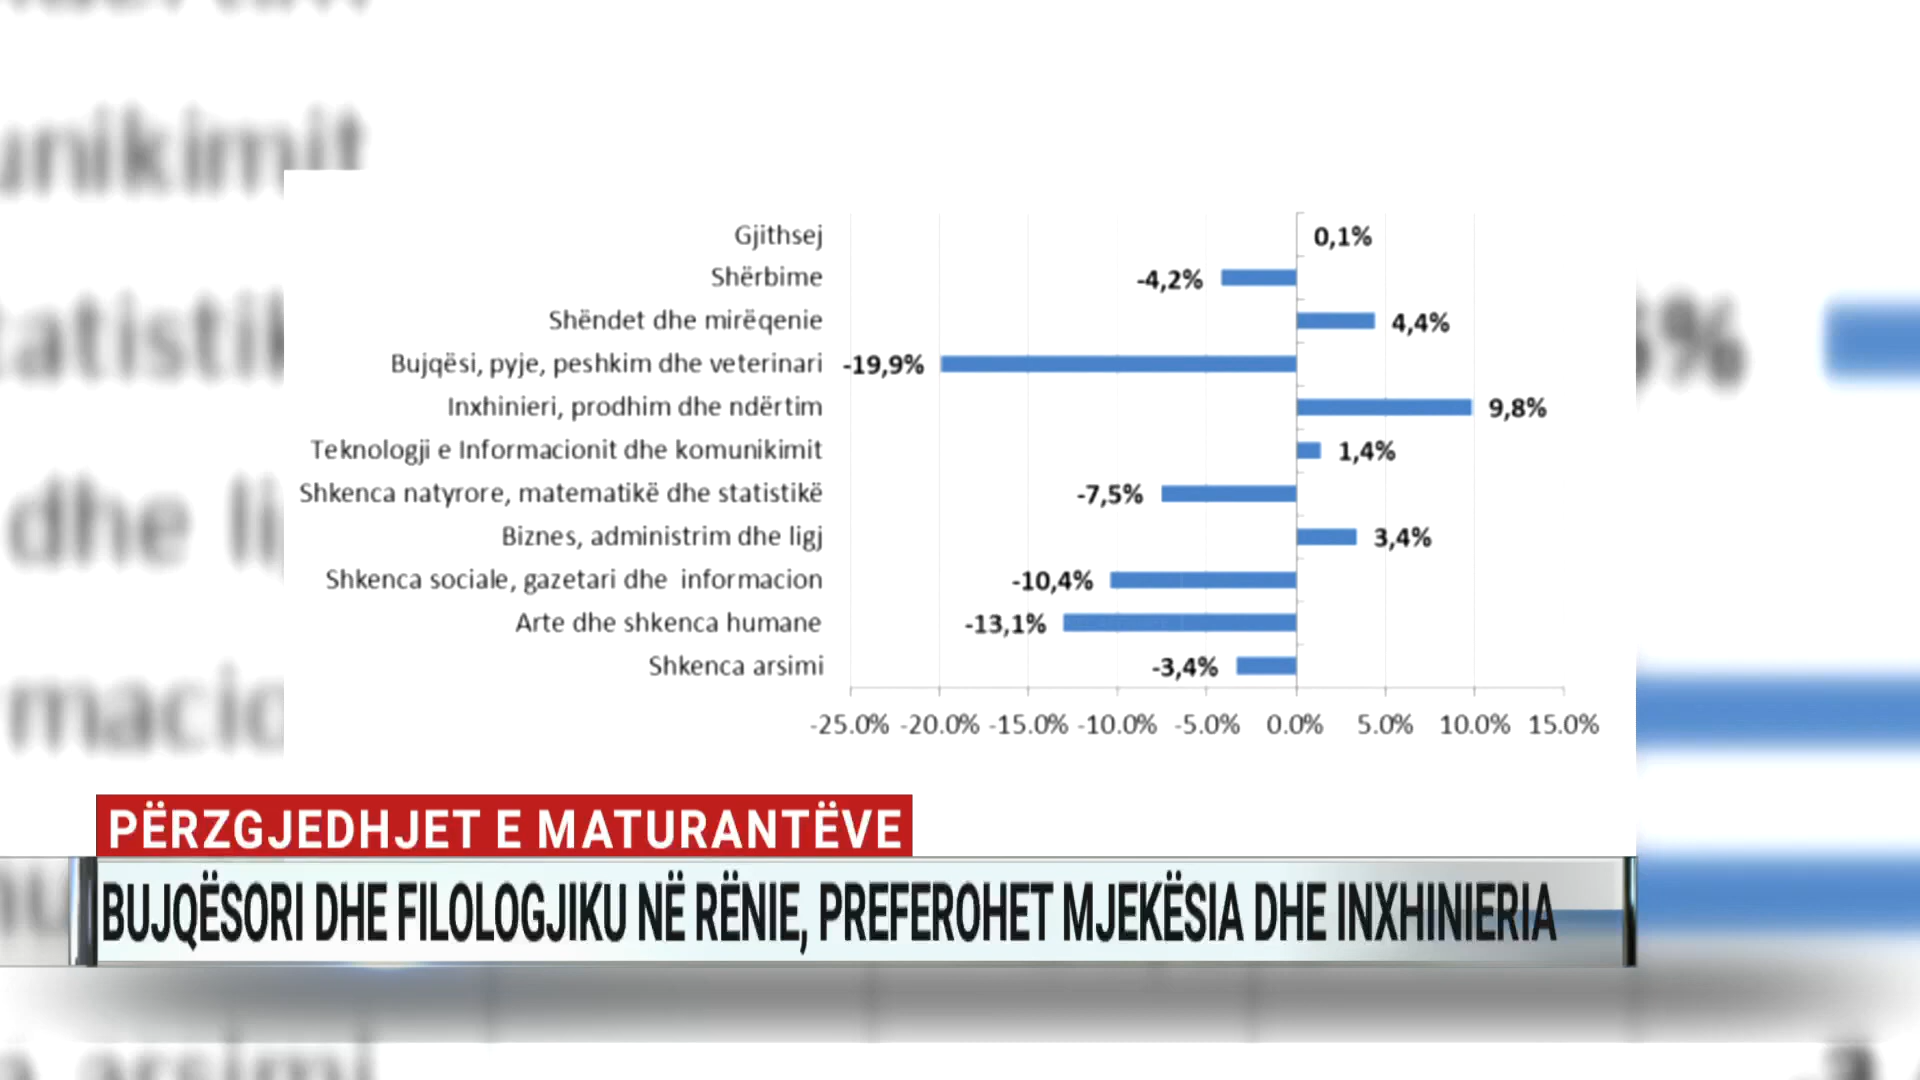 Gjithsej 0,1%
Shërbime -4,2%
Shëndet dhe mirëqenie 4,4%
Bujqësi, pyje, peshkim dhe veterinari -19,9%
Inxhinieri, prodhim dhe ndërtim 9,8%
Teknologji e Informacionit dhe komunikimit 1,4%
Shkenca natyrore, matematikë dhe statistikë -7,5%
Biznes, administrim dhe ligj 3,4%
Shkenca sociale, gazetari dhe informacion -10,4%
Arte dhe shkenca humane -13,1%
Shkenca arsimi -3,4%
-25.0% -20.0% -15.0% -10.0% -5.0% 0.0% 5.0% 10.0% 15.0%
PËRZGJEDHJET E MATURANTËVE
BUJQËSORI DHE FILOLOGJIKU NË RËNIE, PREFEROHET MJEKËSIA DHE INXHINIERIA